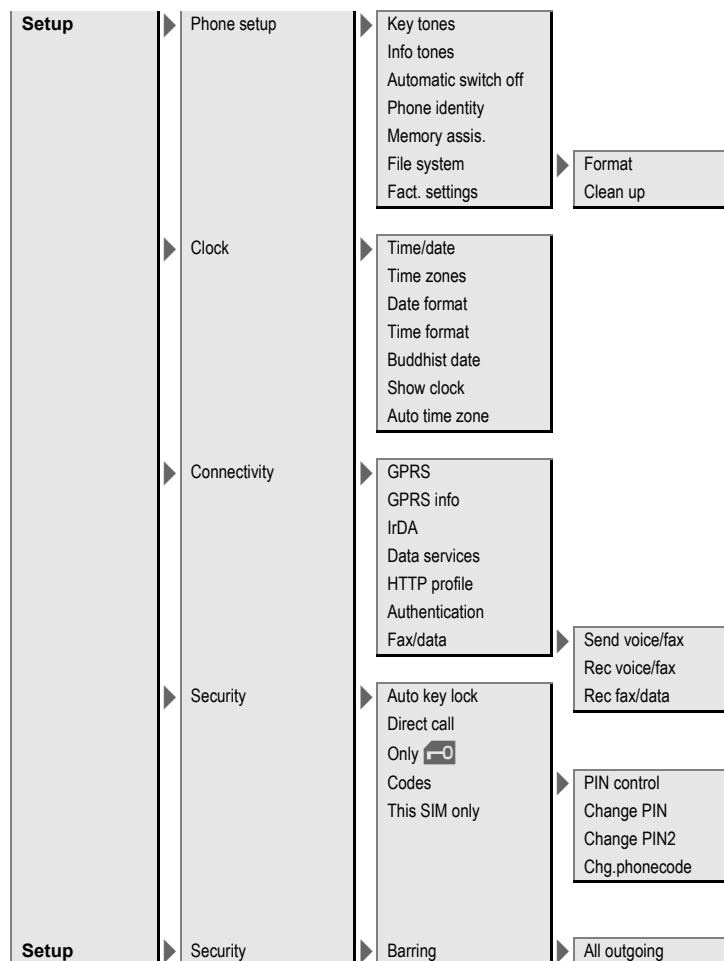 Setup Phone setup Key tones
Info tones
Automatic switch off
Phone identity
Memory assis.
File system Format
Fact. settings Clean up
Clock Time/date
Time zones
Date format
Time format
Buddhist date
Show clock
Auto time zone
Connectivity GPRS
GPRS info
IrDA
Data services
HTTP profile
Authentication
Fax/data Send voice/fax
Rec voice/fax
Security Auto key lock Rec fax/data
Direct call
Only
Codes PIN control
This SIM only Change PIN
Change PIN2
Chg.phonecode
Setup Security Barring All outgoing